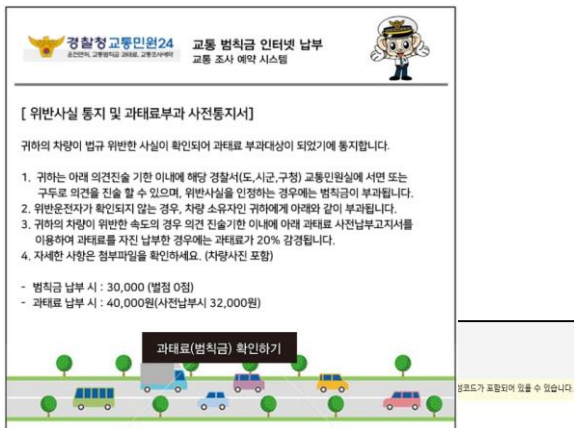 경찰청교통민원24
교통 범칙금 인터넷 납부
교통 조사 예약 시스템
[ 위반사실 통지 및 과태료부과 사전통지서]
귀하의 차량이 법규 위반한 사실이 확인되어 과태료 부과대상이 되었기에 통지합니다.
1. 귀하는 아래 의견진술 기한 이내에 해당 경찰서(도,시군,구청) 교통민원실에 서면 또는
구두로 의견을 진술 할 수 있으며, 위반사실을 인정하는 경우에는 범칙금이 부과됩니다.
2. 위반운전자가 확인되지 않는 경우, 차량 소유자인 귀하에게 아래와 같이 부과됩니다.
3. 귀하의 차량이 위반한 속도의 경우 의견 진술기한 이내에 아래 과태료 사전납부고지서를
이용하여 과태료를 자진 납부한 경우에는 과태료가 20% 감경됩니다.
4. 자세한 사항은 첨부파일을 확인하세요. (차량사진 포함)
- 범칙금 납부 시 : 30,000 (벌점 0점)
- 과태료 납부 시 : 40,000원(사전납부시 32,000원)
과태료(범칙금) 확인하기
성코드가 포함되어 있을 수 있습니다.